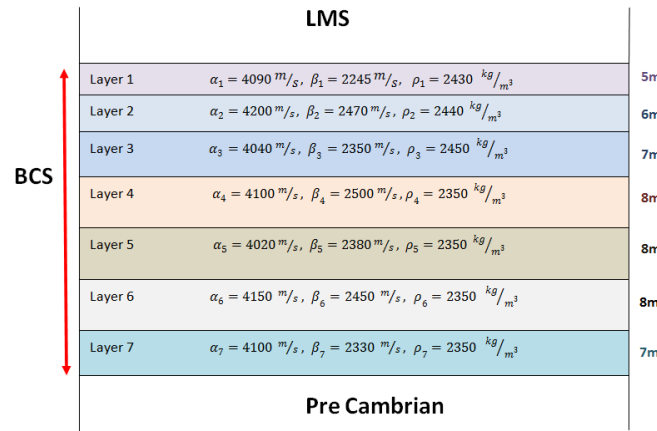 LMS
Layer 1 α₁ = 4090 m/s, β₁ = 2245 m/s, ρ₁ = 2430 kg/m³ 5m
Layer 2 α₂ = 4200 m/s, β₂ = 2470 m/s, ρ₂ = 2440 kg/m³ 6m
Layer 3 α₃ = 4040 m/s, β₃ = 2350 m/s, ρ₃ = 2450 kg/m³ 7m
BCS
Layer 4 α₄ = 4100 m/s, β₄ = 2500 m/s, ρ₄ = 2350 kg/m³ 8m
Layer 5 α₅ = 4020 m/s, β₅ = 2380 m/s, ρ₅ = 2350 kg/m³ 8m
Layer 6 α₆ = 4150 m/s, β₆ = 2450 m/s, ρ₆ = 2350 kg/m³ 8m
Layer 7 α₇ = 4100 m/s, β₇ = 2330 m/s, ρ₇ = 2350 kg/m³ 7m
Pre Cambrian